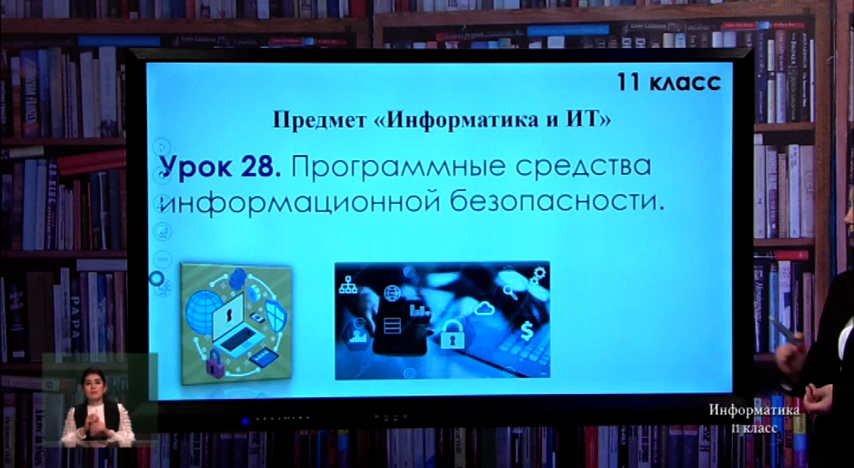 11 класс
Предмет «Информатика и ИТ»
Урок 28. Программные средства
информационной безопасности.
Информатика
11 класс